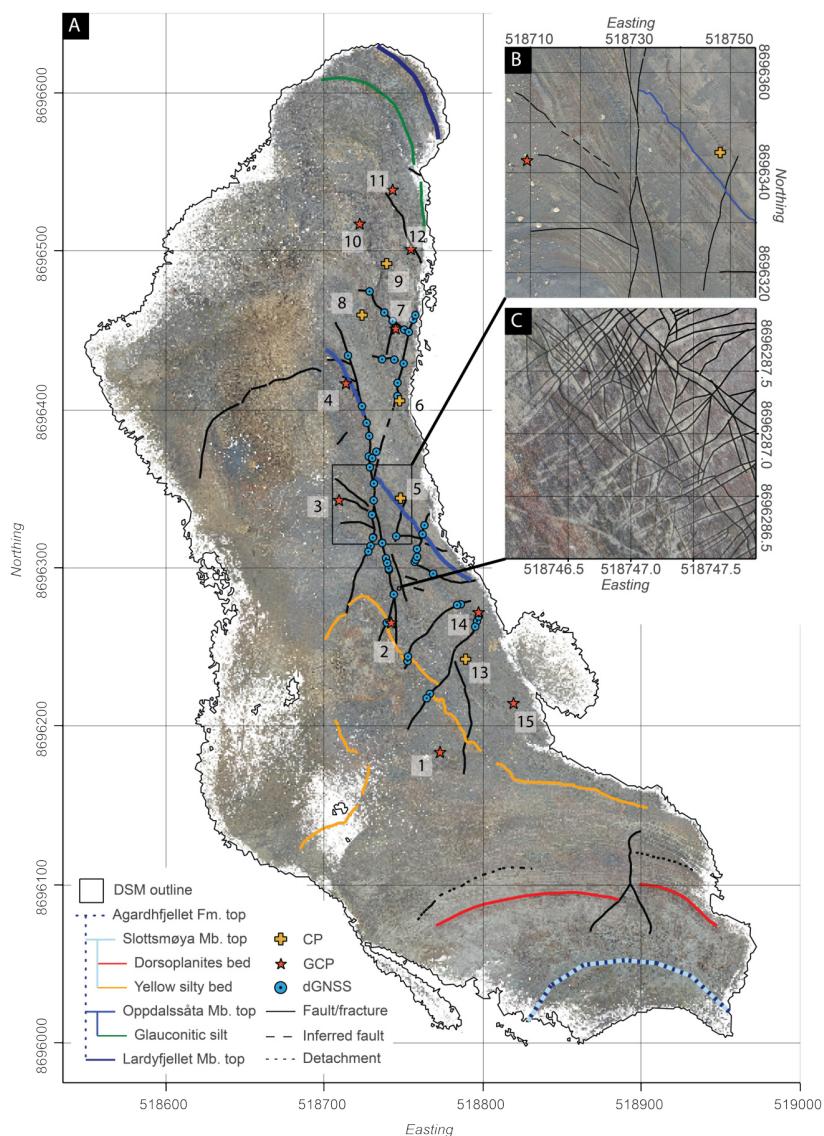 A
8696600
8696500
8696400
8696300
8696200
8696100
8696000
Northing
518600
518700
518800
518900
519000
Easting
11
10
12
9
8
7
4
6
3
5
2
14
13
15
1
DSM outline
Agardhfjellet Fm. top
Slottsmøya Mb. top
Dorsoplanites bed
Yellow silty bed
Oppdalssåta Mb. top
Glauconitic silt
Lardyfjellet Mb. top
CP
GCP
dGNSS
Fault/fracture
Inferred fault
Detachment
Easting
518710
518730
518750
B
8696360
8696340
8696320
Northing
C
8696287.5
8696287.0
8696286.5
518746.5
518747.0
518747.5
Easting